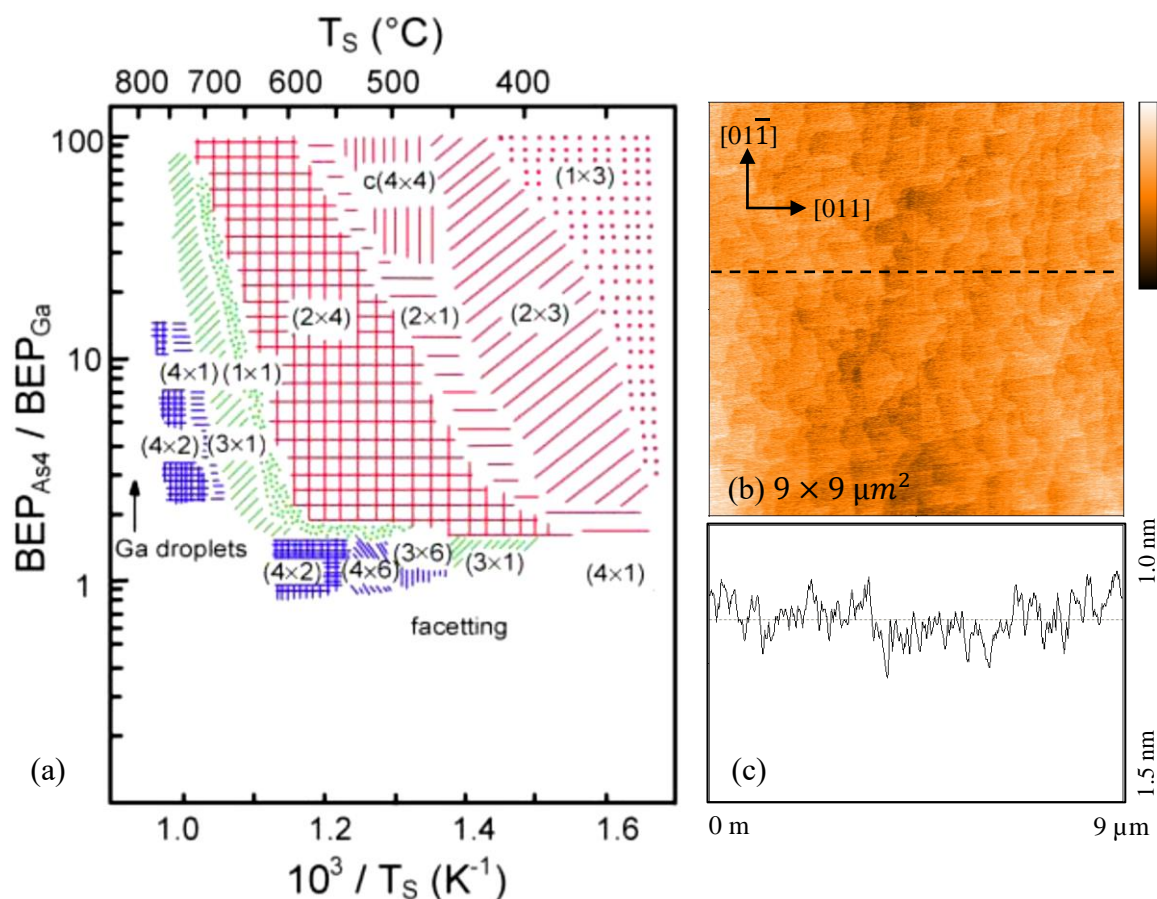 T_S (°C)
800 700 600 500 400
100
10
1
BEP_As4 / BEP_Ga
c(4×4)
(1×3)
(2×4)
(2×1)
(2×3)
(4×1)
(1×1)
(4×2)
(3×1)
Ga droplets
(4×2)
(4×6)
(3×6)
(3×1)
(4×1)
facetting
(a)
1.0 1.2 1.4 1.6
10³ / T_S (K⁻¹)
[011̄]
[011]
(b) 9 × 9 μm²
1.0 nm
(c)
1.5 nm
0 m
9 μm